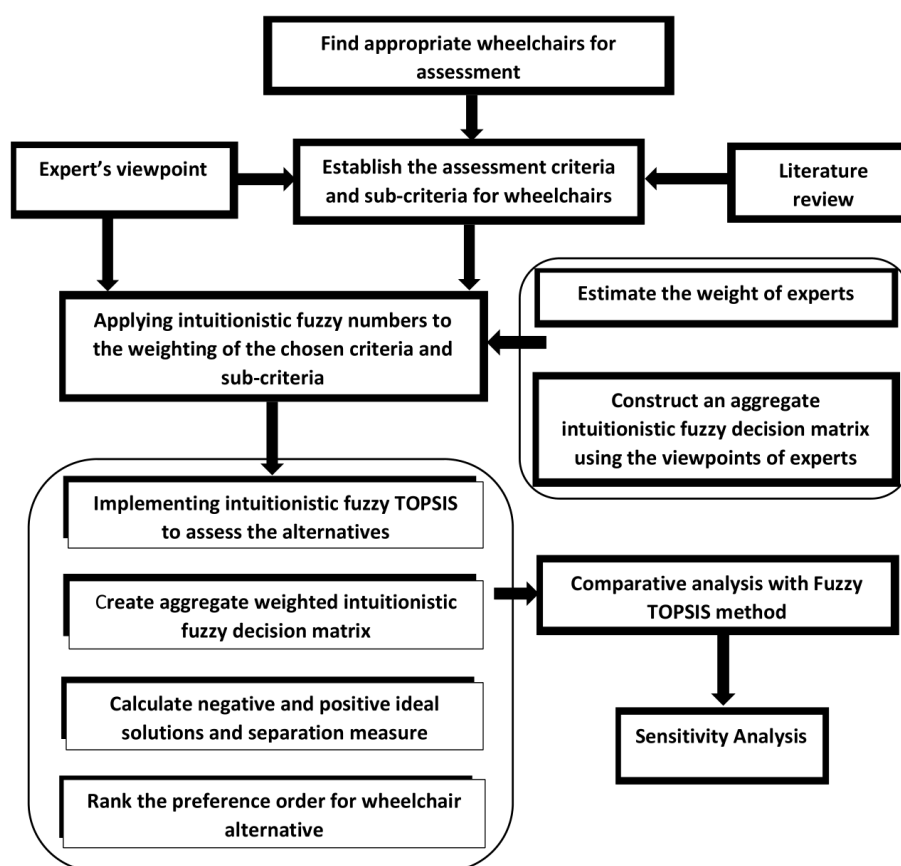 Find appropriate wheelchairs for
assessment
Expert’s viewpoint
Establish the assessment criteria
and sub-criteria for wheelchairs
Literature
review
Applying intuitionistic fuzzy numbers to
the weighting of the chosen criteria and
sub-criteria
Estimate the weight of experts
Construct an aggregate
intuitionistic fuzzy decision matrix
using the viewpoints of experts
Implementing intuitionistic fuzzy TOPSIS
to assess the alternatives
Create aggregate weighted intuitionistic
fuzzy decision matrix
Calculate negative and positive ideal
solutions and separation measure
Rank the preference order for wheelchair
alternative
Comparative analysis with Fuzzy
TOPSIS method
Sensitivity Analysis